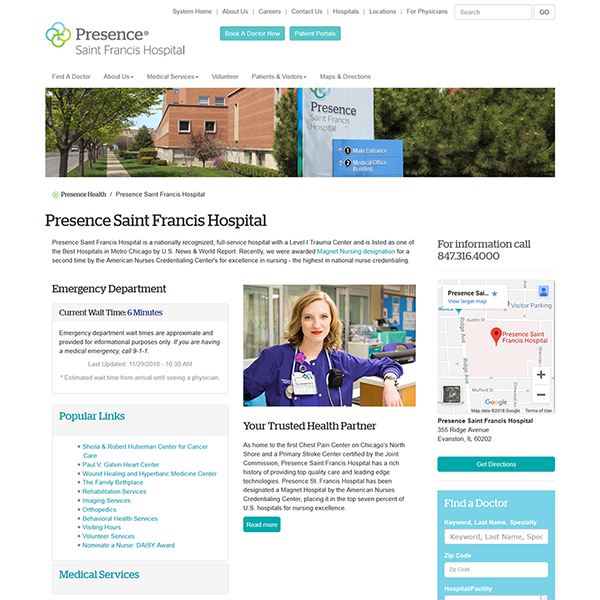 System Home | About Us | Careers | Contact Us | Hospitals | Locations | For Physicians
Search
GO
Presence®
Saint Francis Hospital
Book A Doctor Now
Patient Portals
Find A Doctor
About Us
Medical Services
Volunteer
Patients & Visitors
Maps & Directions
Presence
Saint Francis
Hospital
1 Main Entrance
2 Medical Office
Building
Presence Health / Presence Saint Francis Hospital
Presence Saint Francis Hospital
Presence Saint Francis Hospital is a nationally recognized, full-service hospital with a Level I Trauma Center and is listed as one of
the Best Hospitals in Metro Chicago by U.S. News & World Report. Recently, we were awarded Magnet Nursing designation for
a second time by the American Nurses Credentialing Center's for excellence in nursing - the highest in national nurse credentialing.
Emergency Department
Current Wait Time: 6 Minutes
Emergency department wait times are approximate and
provided for informational purposes only. If you are having
a medical emergency, call 9-1-1.
Last Updated: 11/29/2018 - 10:30 AM
* Estimated wait time from arrival until seeing a physician.
Popular Links
Sheila & Robert Hulseman Center for Cancer
Care
Paul V. Galvin Heart Center
Wound Healing and Hyperbaric Medicine Center
The Family Birthplace
Rehabilitation Services
Imaging Services
Orthopedics
Behavioral Health Services
Visiting Hours
Volunteer Services
Nominate a Nurse: DAISY Award
Medical Services
Your Trusted Health Partner
As home to the first Chest Pain Center on Chicago's North
Shore and a Primary Stroke Center certified by the Joint
Commission, Presence Saint Francis Hospital has a rich
history of providing top quality care and leading edge
technologies. Presence St. Francis Hospital has been
designated a Magnet Hospital by the American Nurses
Credentialing Center, placing it in the top seven percent of
U.S. hospitals for nursing excellence.
Read more
For information call
847.316.4000
Presence Sai...
View larger map
Visitor Parking
Austin St
Ridge Ave
Presence Saint
Francis Hospital
Mulford St
Google
Map data ©2018 Google
Terms of Use
Presence Saint Francis Hospital
355 Ridge Avenue
Evanston, IL 60202
Get Directions
Find a Doctor
Keyword, Last Name, Specialty
Keyword, Last Name, Spec
Zip Code
Zip Code
Hospital/Facility